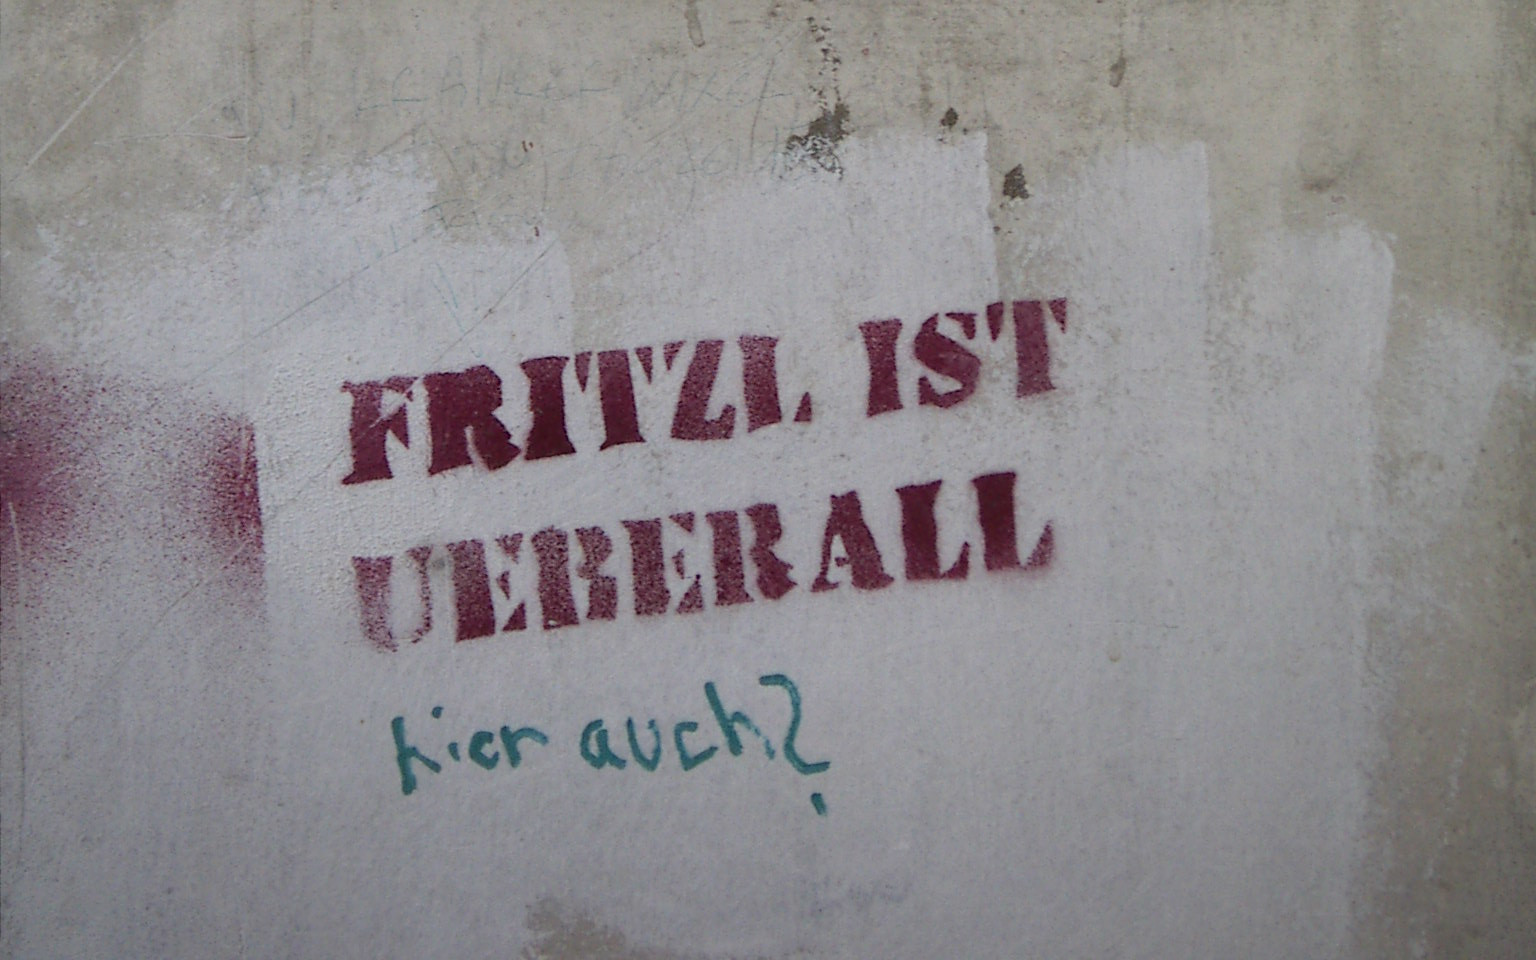 FRITZL IST
UEBERALL
hier auch?